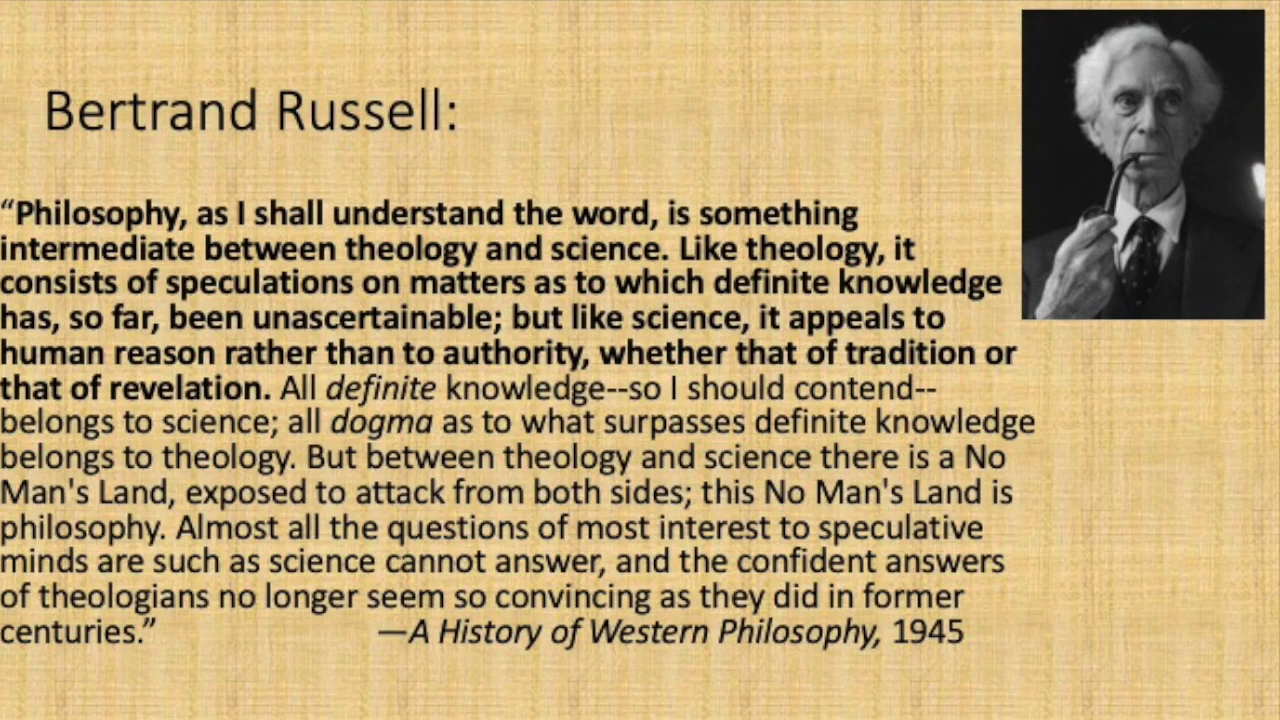 Bertrand Russell:
“Philosophy, as I shall understand the word, is something
intermediate between theology and science. Like theology, it
consists of speculations on matters as to which definite knowledge
has, so far, been unascertainable; but like science, it appeals to
human reason rather than to authority, whether that of tradition or
that of revelation. All definite knowledge--so I should contend--
belongs to science; all dogma as to what surpasses definite knowledge
belongs to theology. But between theology and science there is a No
Man's Land, exposed to attack from both sides; this No Man's Land is
philosophy. Almost all the questions of most interest to speculative
minds are such as science cannot answer, and the confident answers
of theologians no longer seem so convincing as they did in former
centuries.” —A History of Western Philosophy, 1945